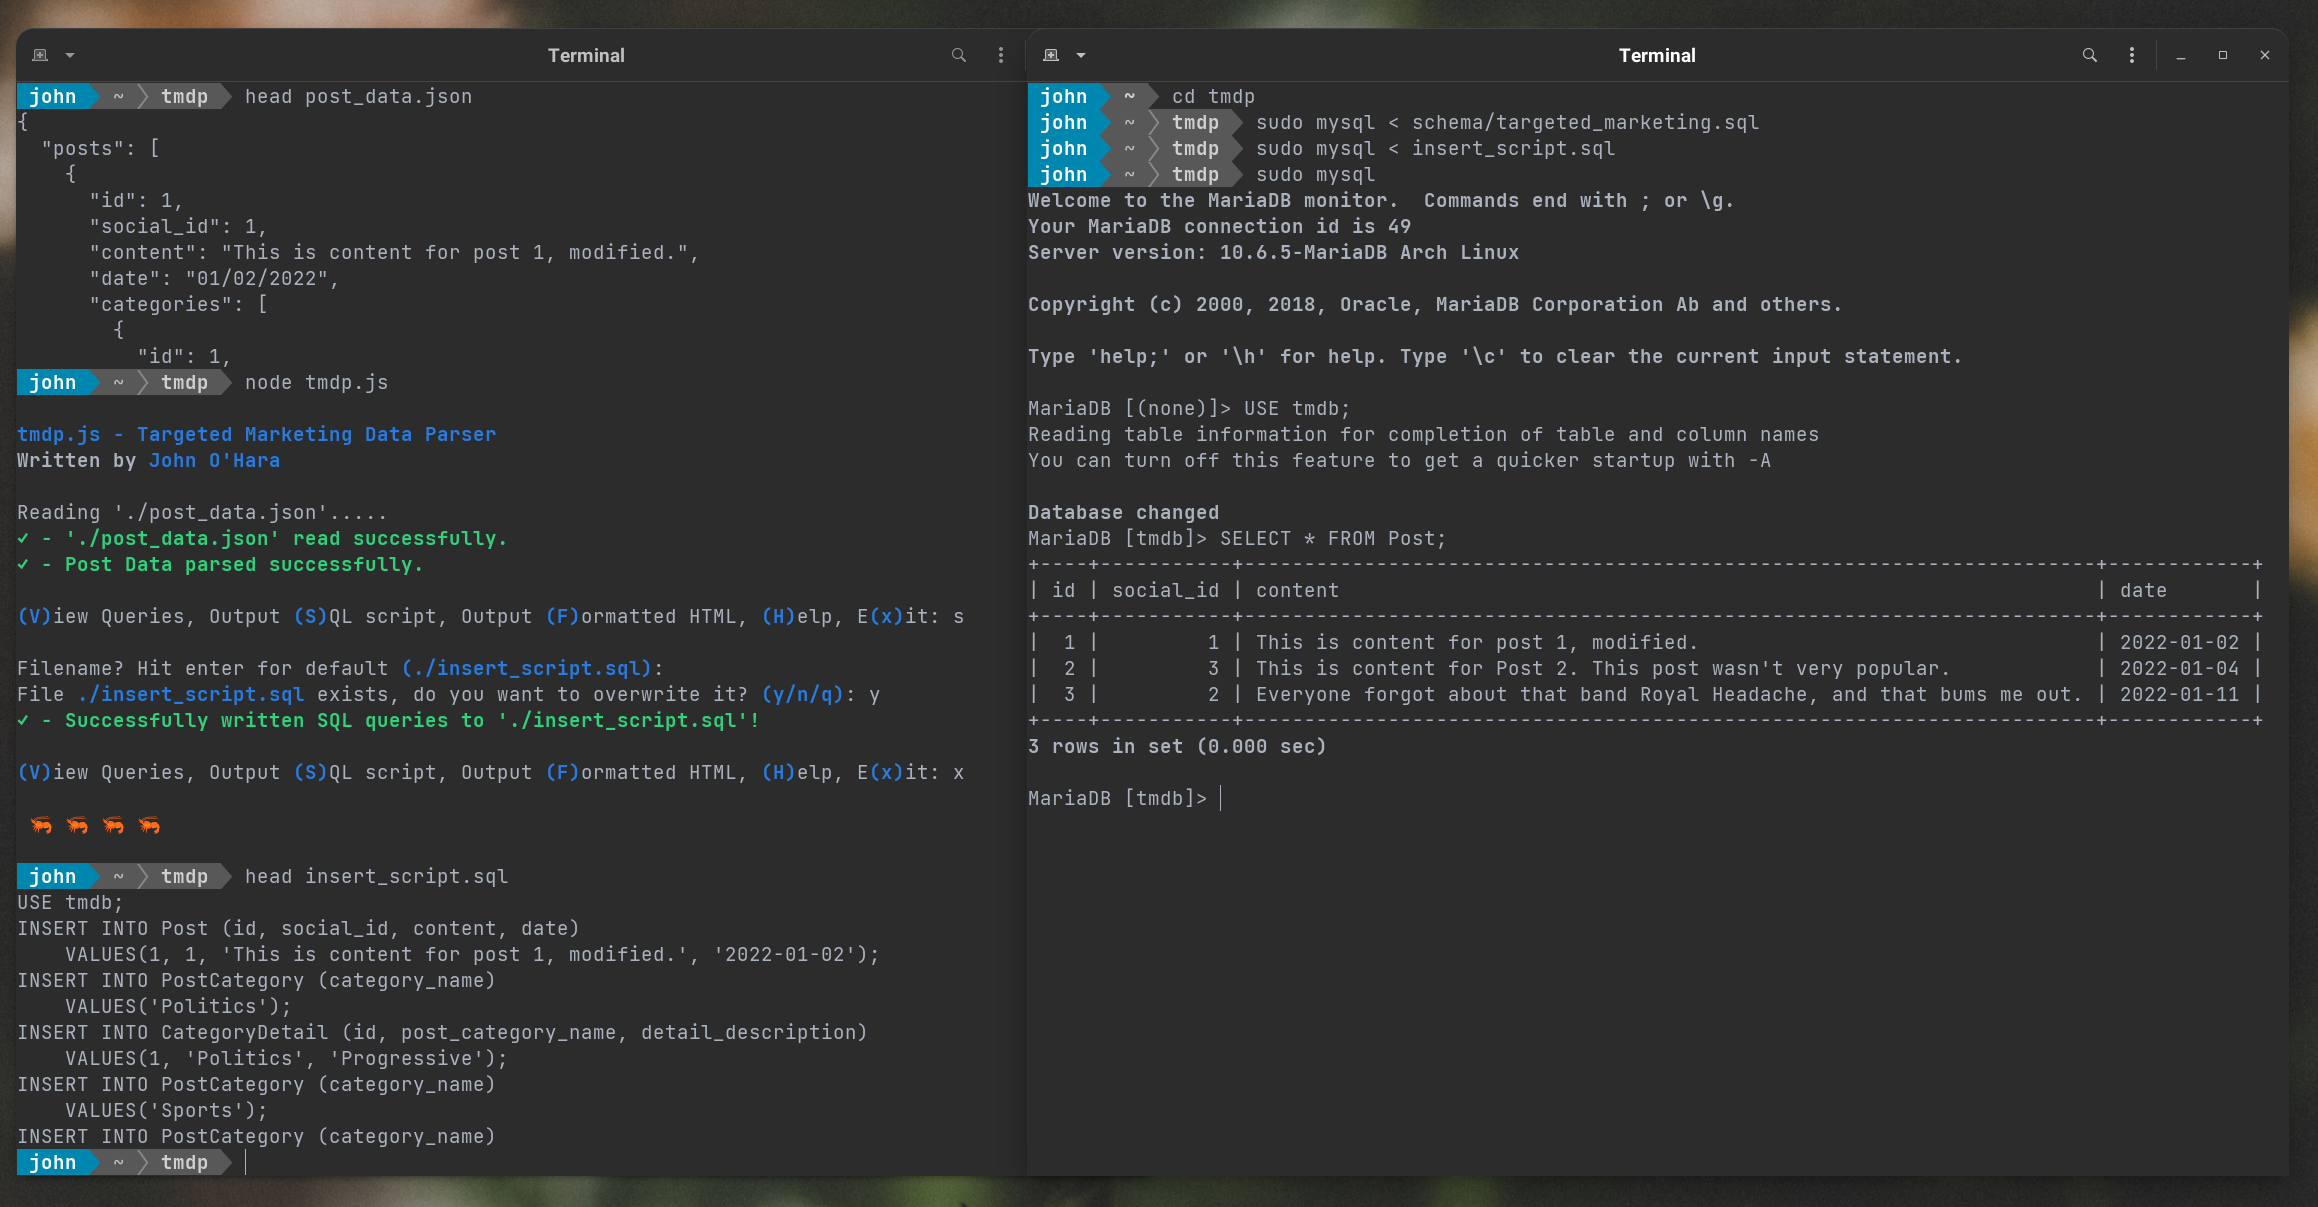 Terminal
john ~ tmdp head post_data.json
{
  "posts": [
    {
      "id": 1,
      "social_id": 1,
      "content": "This is content for post 1, modified.",
      "date": "01/02/2022",
      "categories": [
        {
          "id": 1,
john ~ tmdp node tmdp.js
tmdp.js - Targeted Marketing Data Parser
Written by John O'Hara
Reading './post_data.json'.....
✓ - './post_data.json' read successfully.
✓ - Post Data parsed successfully.
(V)iew Queries, Output (S)QL script, Output (F)ormatted HTML, (H)elp, E(x)it: s
Filename? Hit enter for default (./insert_script.sql):
File ./insert_script.sql exists, do you want to overwrite it? (y/n/q): y
✓ - Successfully written SQL queries to './insert_script.sql'!
(V)iew Queries, Output (S)QL script, Output (F)ormatted HTML, (H)elp, E(x)it: x
🦐 🦐 🦐 🦐
john ~ tmdp head insert_script.sql
USE tmdb;
INSERT INTO Post (id, social_id, content, date)
    VALUES(1, 1, 'This is content for post 1, modified.', '2022-01-02');
INSERT INTO PostCategory (category_name)
    VALUES('Politics');
INSERT INTO CategoryDetail (id, post_category_name, detail_description)
    VALUES(1, 'Politics', 'Progressive');
INSERT INTO PostCategory (category_name)
    VALUES('Sports');
INSERT INTO PostCategory (category_name)
john ~ tmdp
Terminal
john ~ cd tmdp
john ~ tmdp sudo mysql < schema/targeted_marketing.sql
john ~ tmdp sudo mysql < insert_script.sql
john ~ tmdp sudo mysql
Welcome to the MariaDB monitor.  Commands end with ; or \g.
Your MariaDB connection id is 49
Server version: 10.6.5-MariaDB Arch Linux
Copyright (c) 2000, 2018, Oracle, MariaDB Corporation Ab and others.
Type 'help;' or '\h' for help. Type '\c' to clear the current input statement.
MariaDB [(none)]> USE tmdb;
Reading table information for completion of table and column names
You can turn off this feature to get a quicker startup with -A
Database changed
MariaDB [tmdb]> SELECT * FROM Post;
+----+-----------+-----------------------------------------------------------------------+------------+
| id | social_id | content                                                               | date       |
+----+-----------+-----------------------------------------------------------------------+------------+
|  1 |         1 | This is content for post 1, modified.                                 | 2022-01-02 |
|  2 |         3 | This is content for Post 2. This post wasn't very popular.            | 2022-01-04 |
|  3 |         2 | Everyone forgot about that band Royal Headache, and that bums me out. | 2022-01-11 |
+----+-----------+-----------------------------------------------------------------------+------------+
3 rows in set (0.000 sec)
MariaDB [tmdb]>